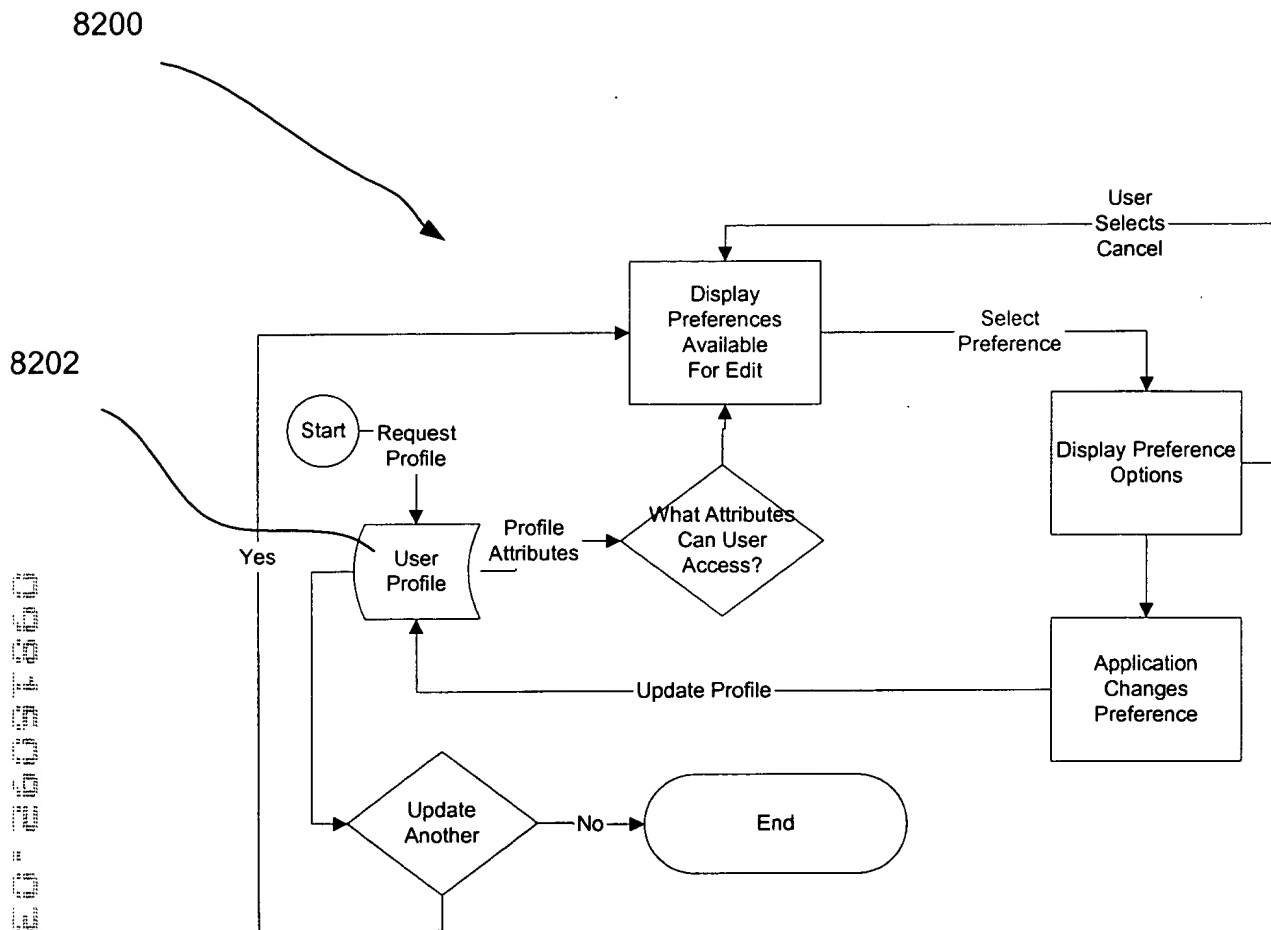 8200
User
Selects
Cancel
Display
Preferences
Available
For Edit
Select
Preference
8202
Start
Request
Profile
Display Preference
Options
What Attributes
Can User
Access?
Profile
Attributes
User
Profile
Yes
Application
Changes
Preference
Update Profile
Update
Another
No
End